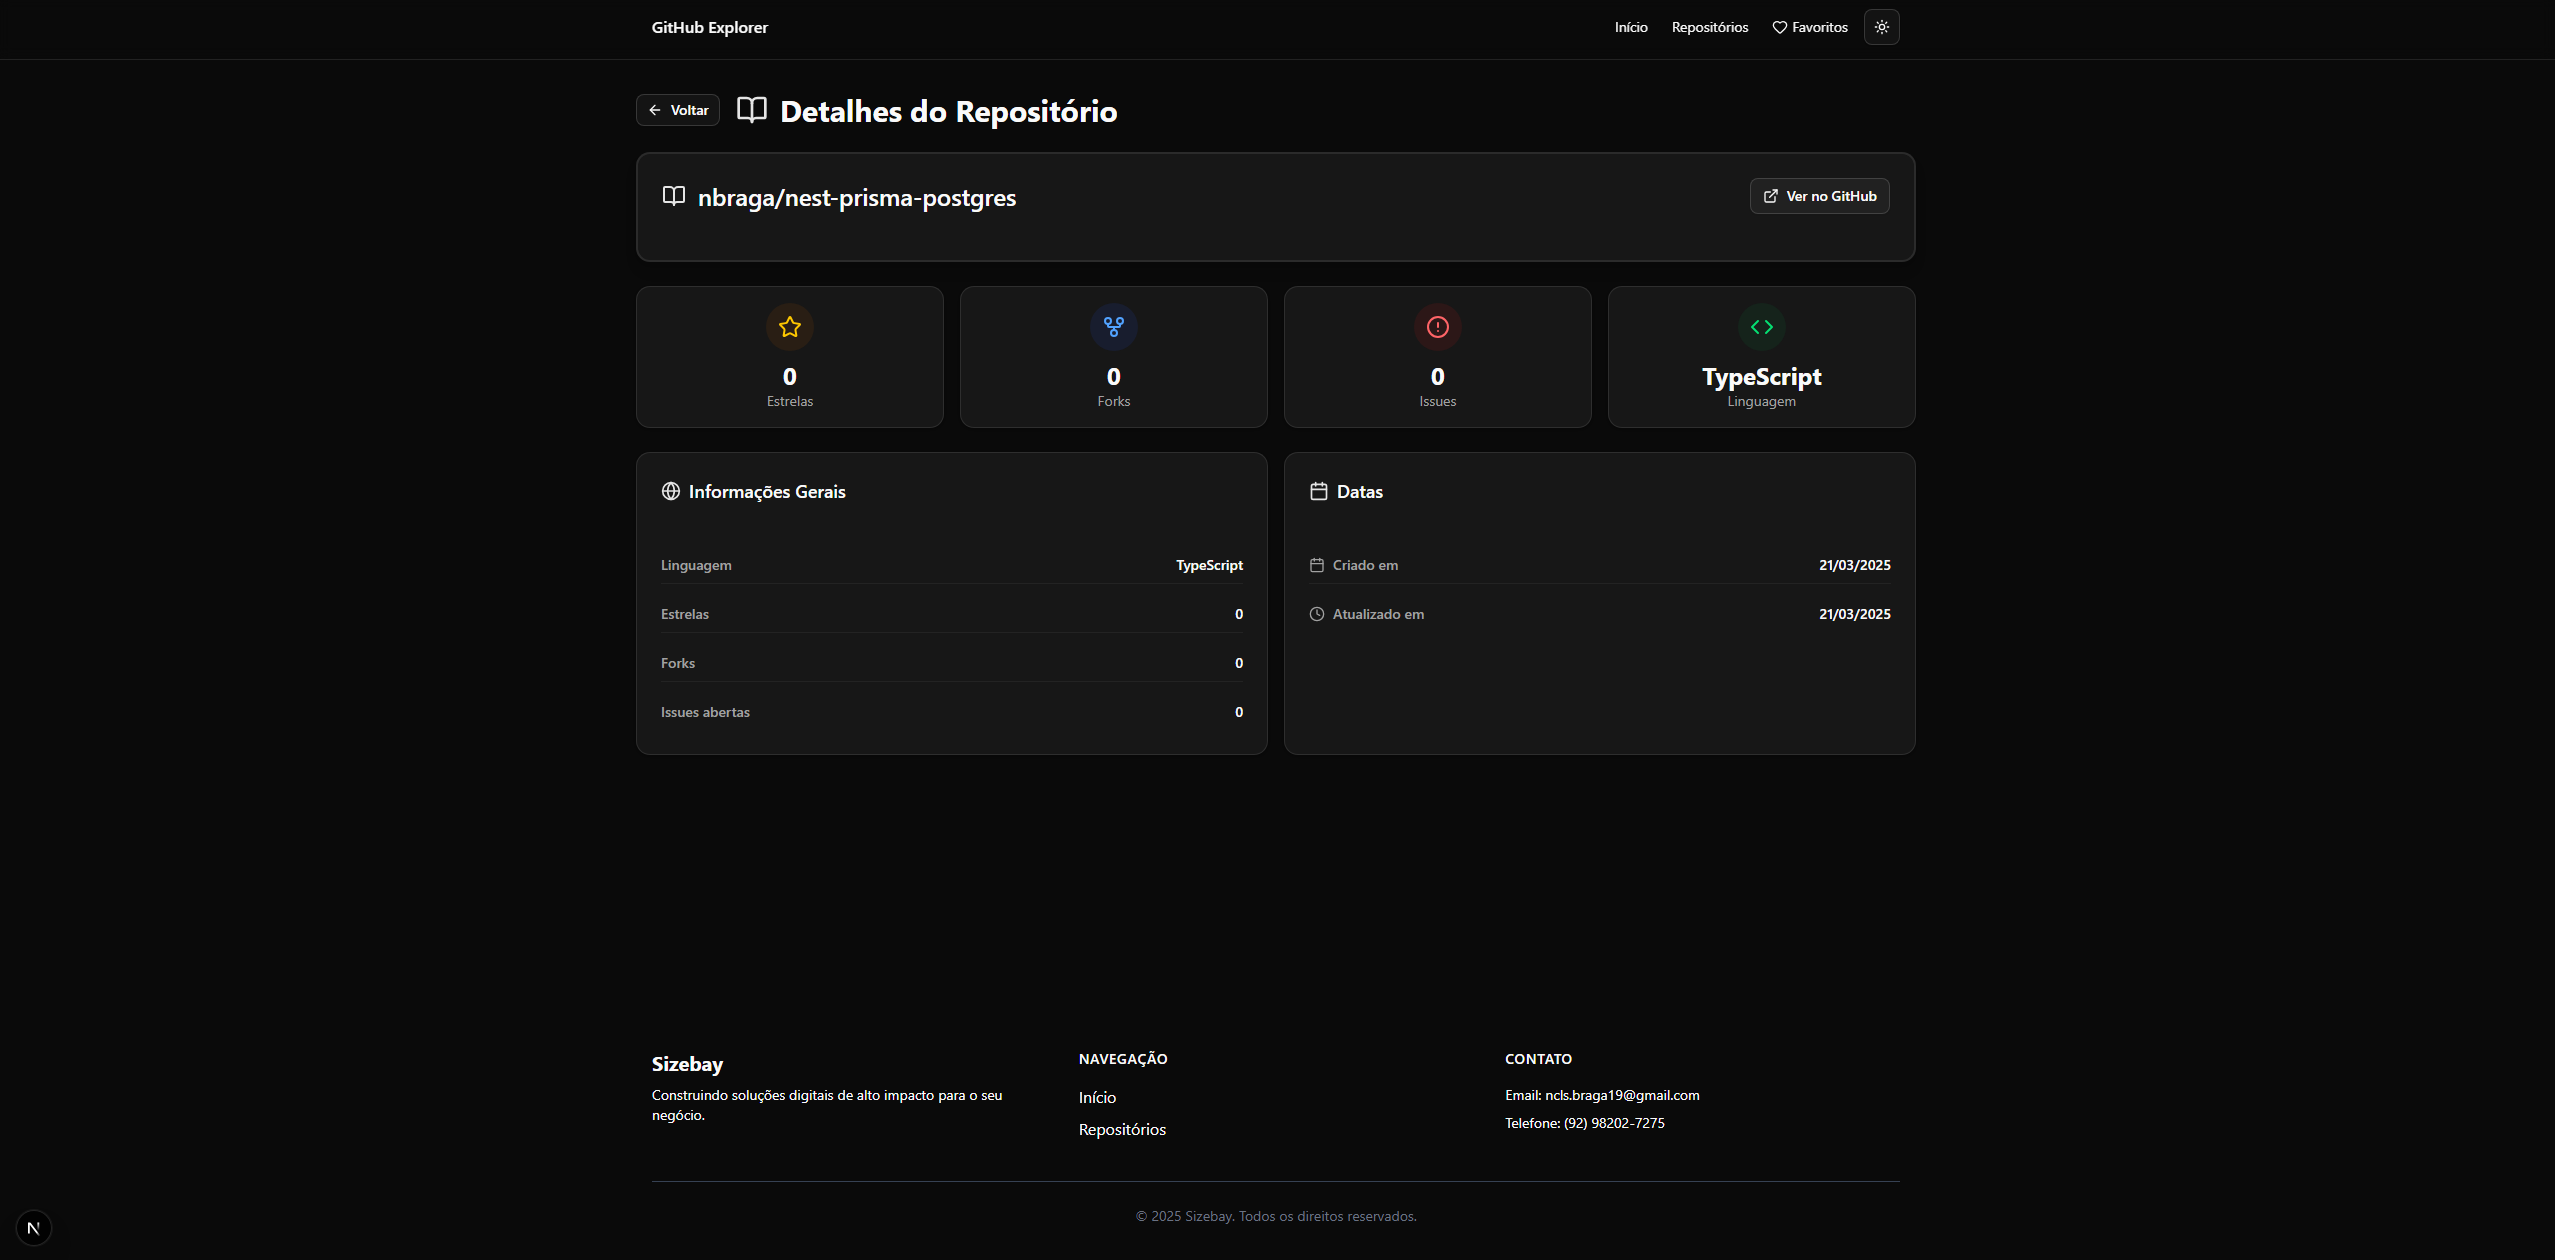 GitHub Explorer
Início
Repositórios
Favoritos
Voltar
Detalhes do Repositório
nbraga/nest-prisma-postgres
Ver no GitHub
0
Estrelas
0
Forks
0
Issues
TypeScript
Linguagem
Informações Gerais
Linguagem TypeScript
Estrelas 0
Forks 0
Issues abertas 0
Datas
Criado em 21/03/2025
Atualizado em 21/03/2025
Sizebay
Construindo soluções digitais de alto impacto para o seu
negócio.
NAVEGAÇÃO
Início
Repositórios
CONTATO
Email: ncls.braga19@gmail.com
Telefone: (92) 98202-7275
© 2025 Sizebay. Todos os direitos reservados.
N